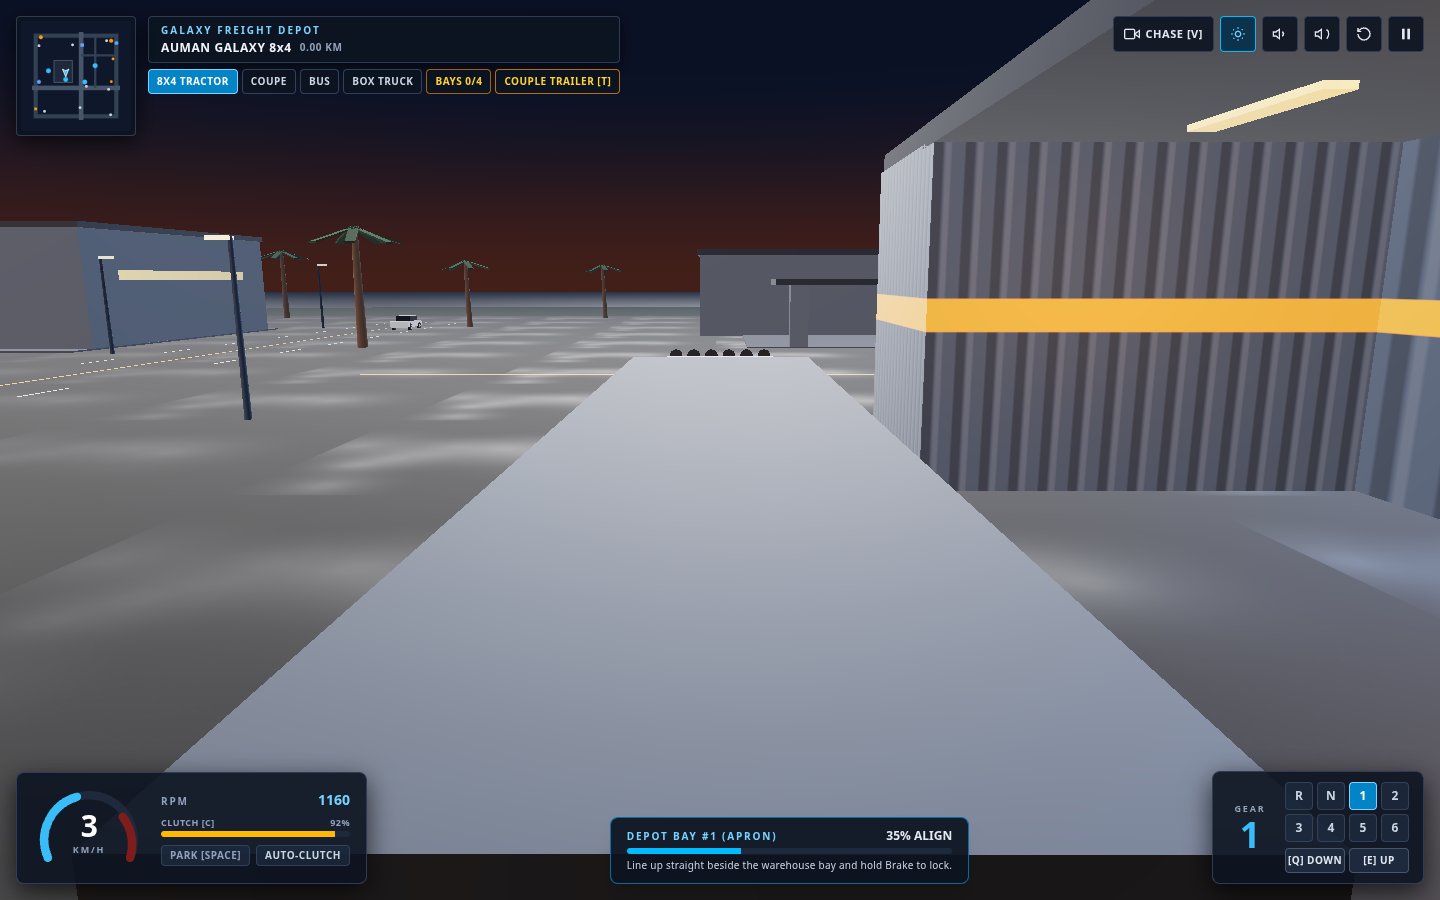 GALAXY FREIGHT DEPOT
AUMAN GALAXY 8x4 0.00 KM
8X4 TRACTOR COUPE BUS BOX TRUCK BAYS 0/4 COUPLE TRAILER [T]
CHASE [V]
RPM 1160
CLUTCH [C] 92%
3
KM/H
PARK [SPACE] AUTO-CLUTCH
DEPOT BAY #1 (APRON) 35% ALIGN
Line up straight beside the warehouse bay and hold Brake to lock.
GEAR
1
R N 1 2
3 4 5 6
[Q] DOWN [E] UP